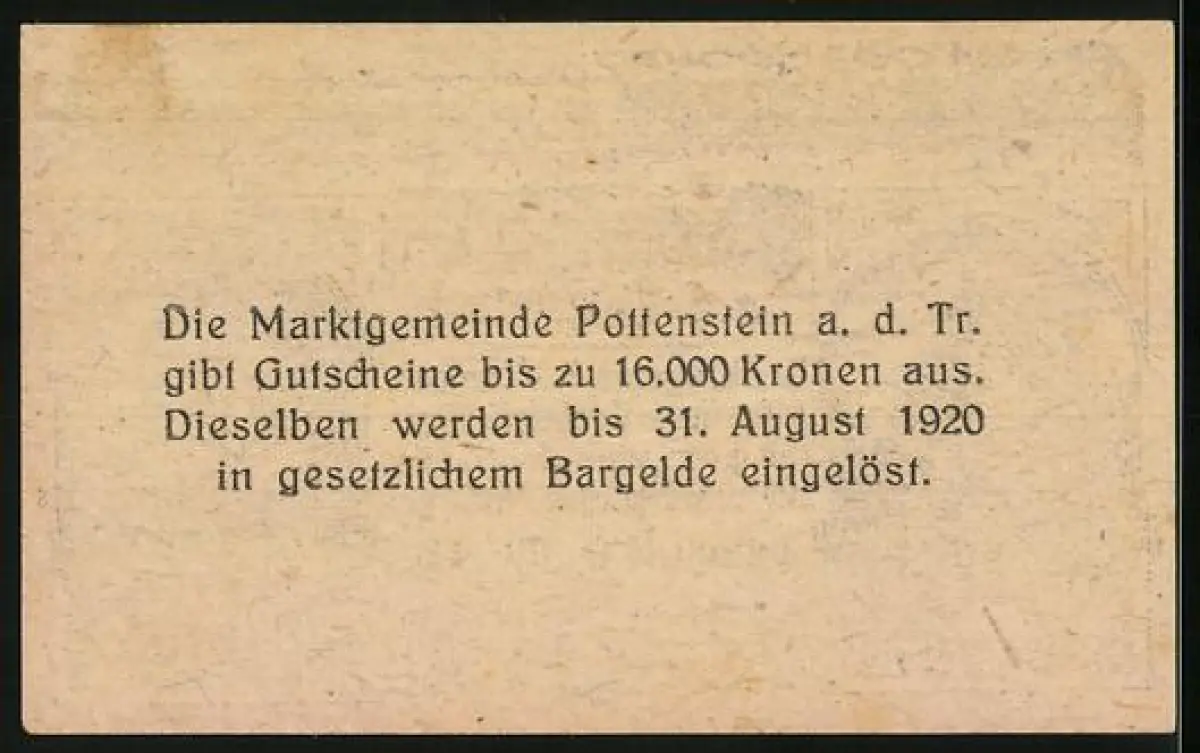 Die Marktgemeinde Pottenstein a. d. Tr.
gibt Gutscheine bis zu 16.000 Kronen aus.
Dieselben werden bis 31. August 1920
in gesetzlichem Bargelde eingelöst.